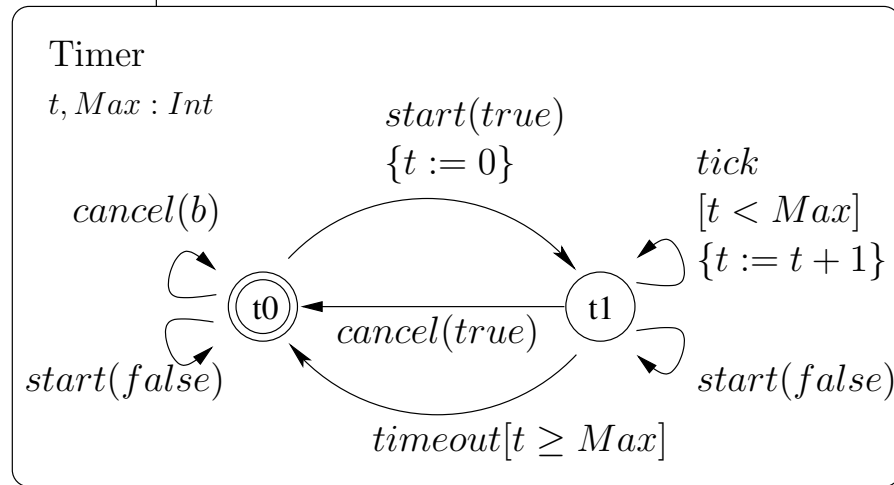 Timer
t, Max : Int
start(true)
{t := 0}
tick
[t < Max]
{t := t + 1}
cancel(b)
t0
t1
cancel(true)
start(false)
start(false)
timeout[t ≥ Max]